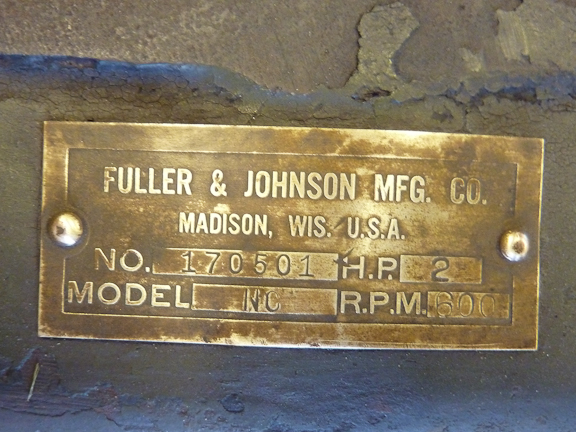 FULLER & JOHNSON MFG. CO.
MADISON, WIS. U.S.A.
NO. 170501 H.P. 2
MODEL NC R.P.M. 600